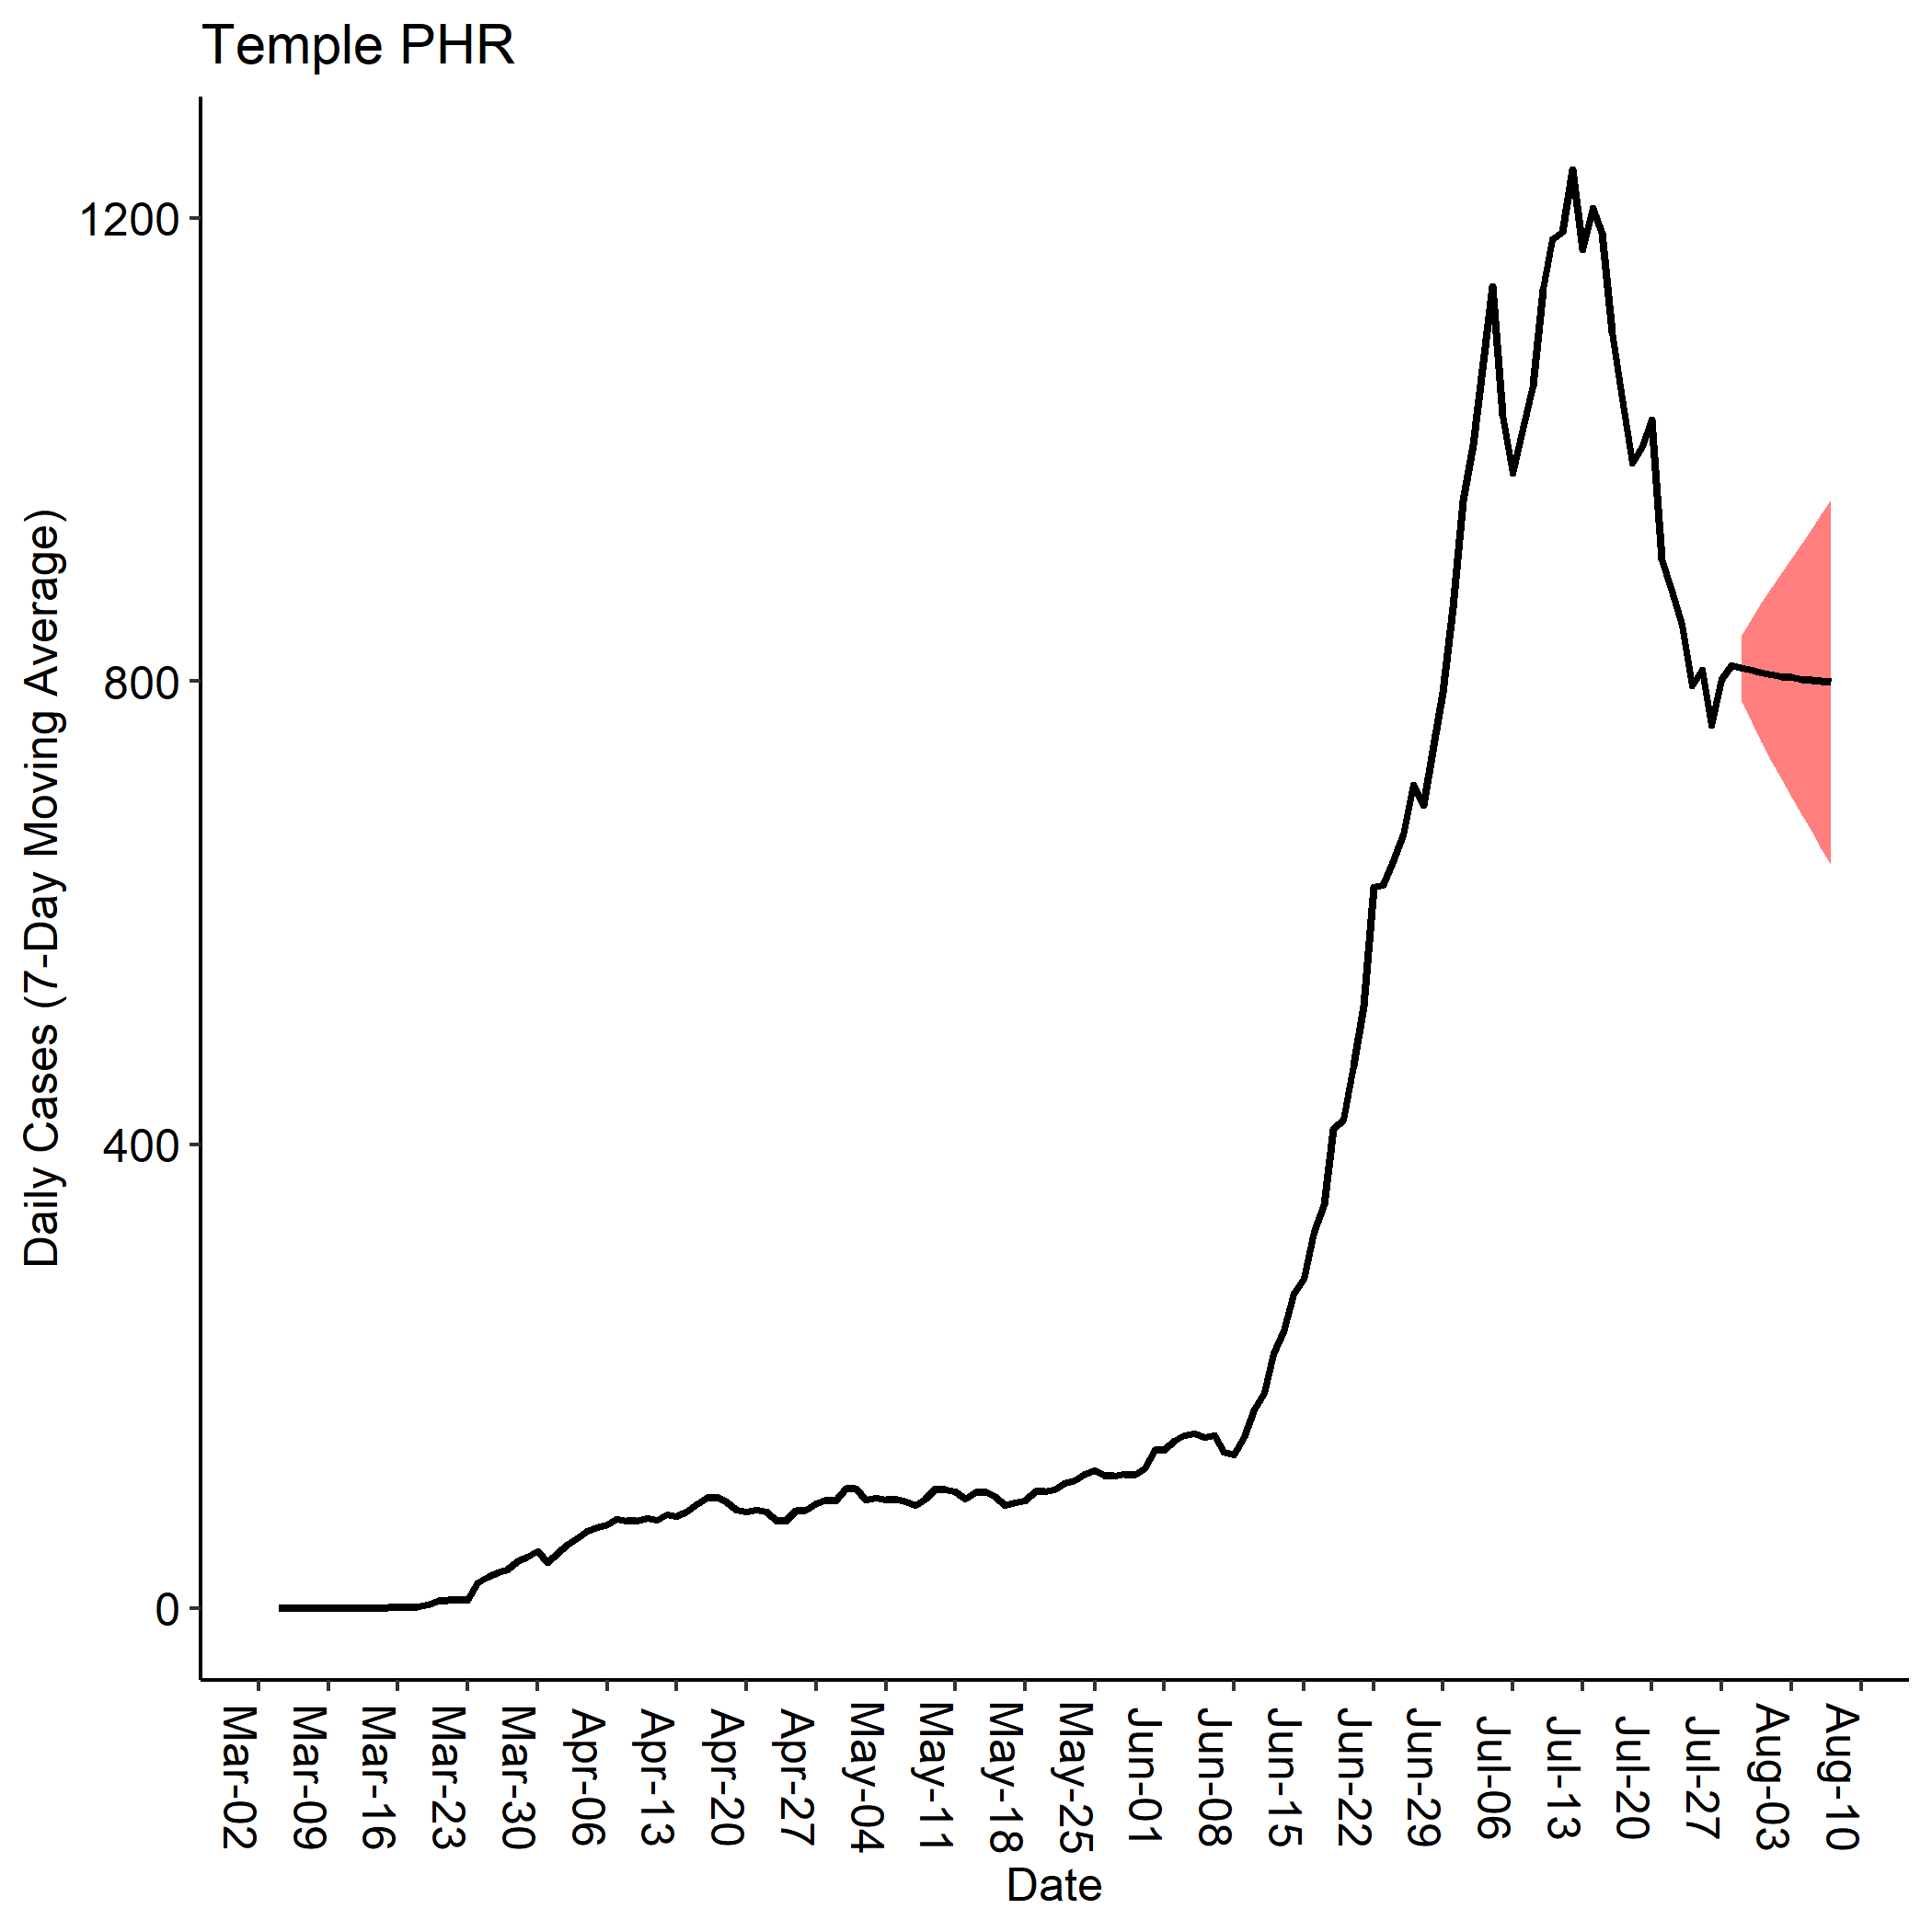 Temple PHR
Daily Cases (7-Day Moving Average)
1200
800
400
0
Mar-02
Mar-09
Mar-16
Mar-23
Mar-30
Apr-06
Apr-13
Apr-20
Apr-27
May-04
May-11
May-18
May-25
Jun-01
Jun-08
Jun-15
Jun-22
Jun-29
Jul-06
Jul-13
Jul-20
Jul-27
Aug-03
Aug-10
Date